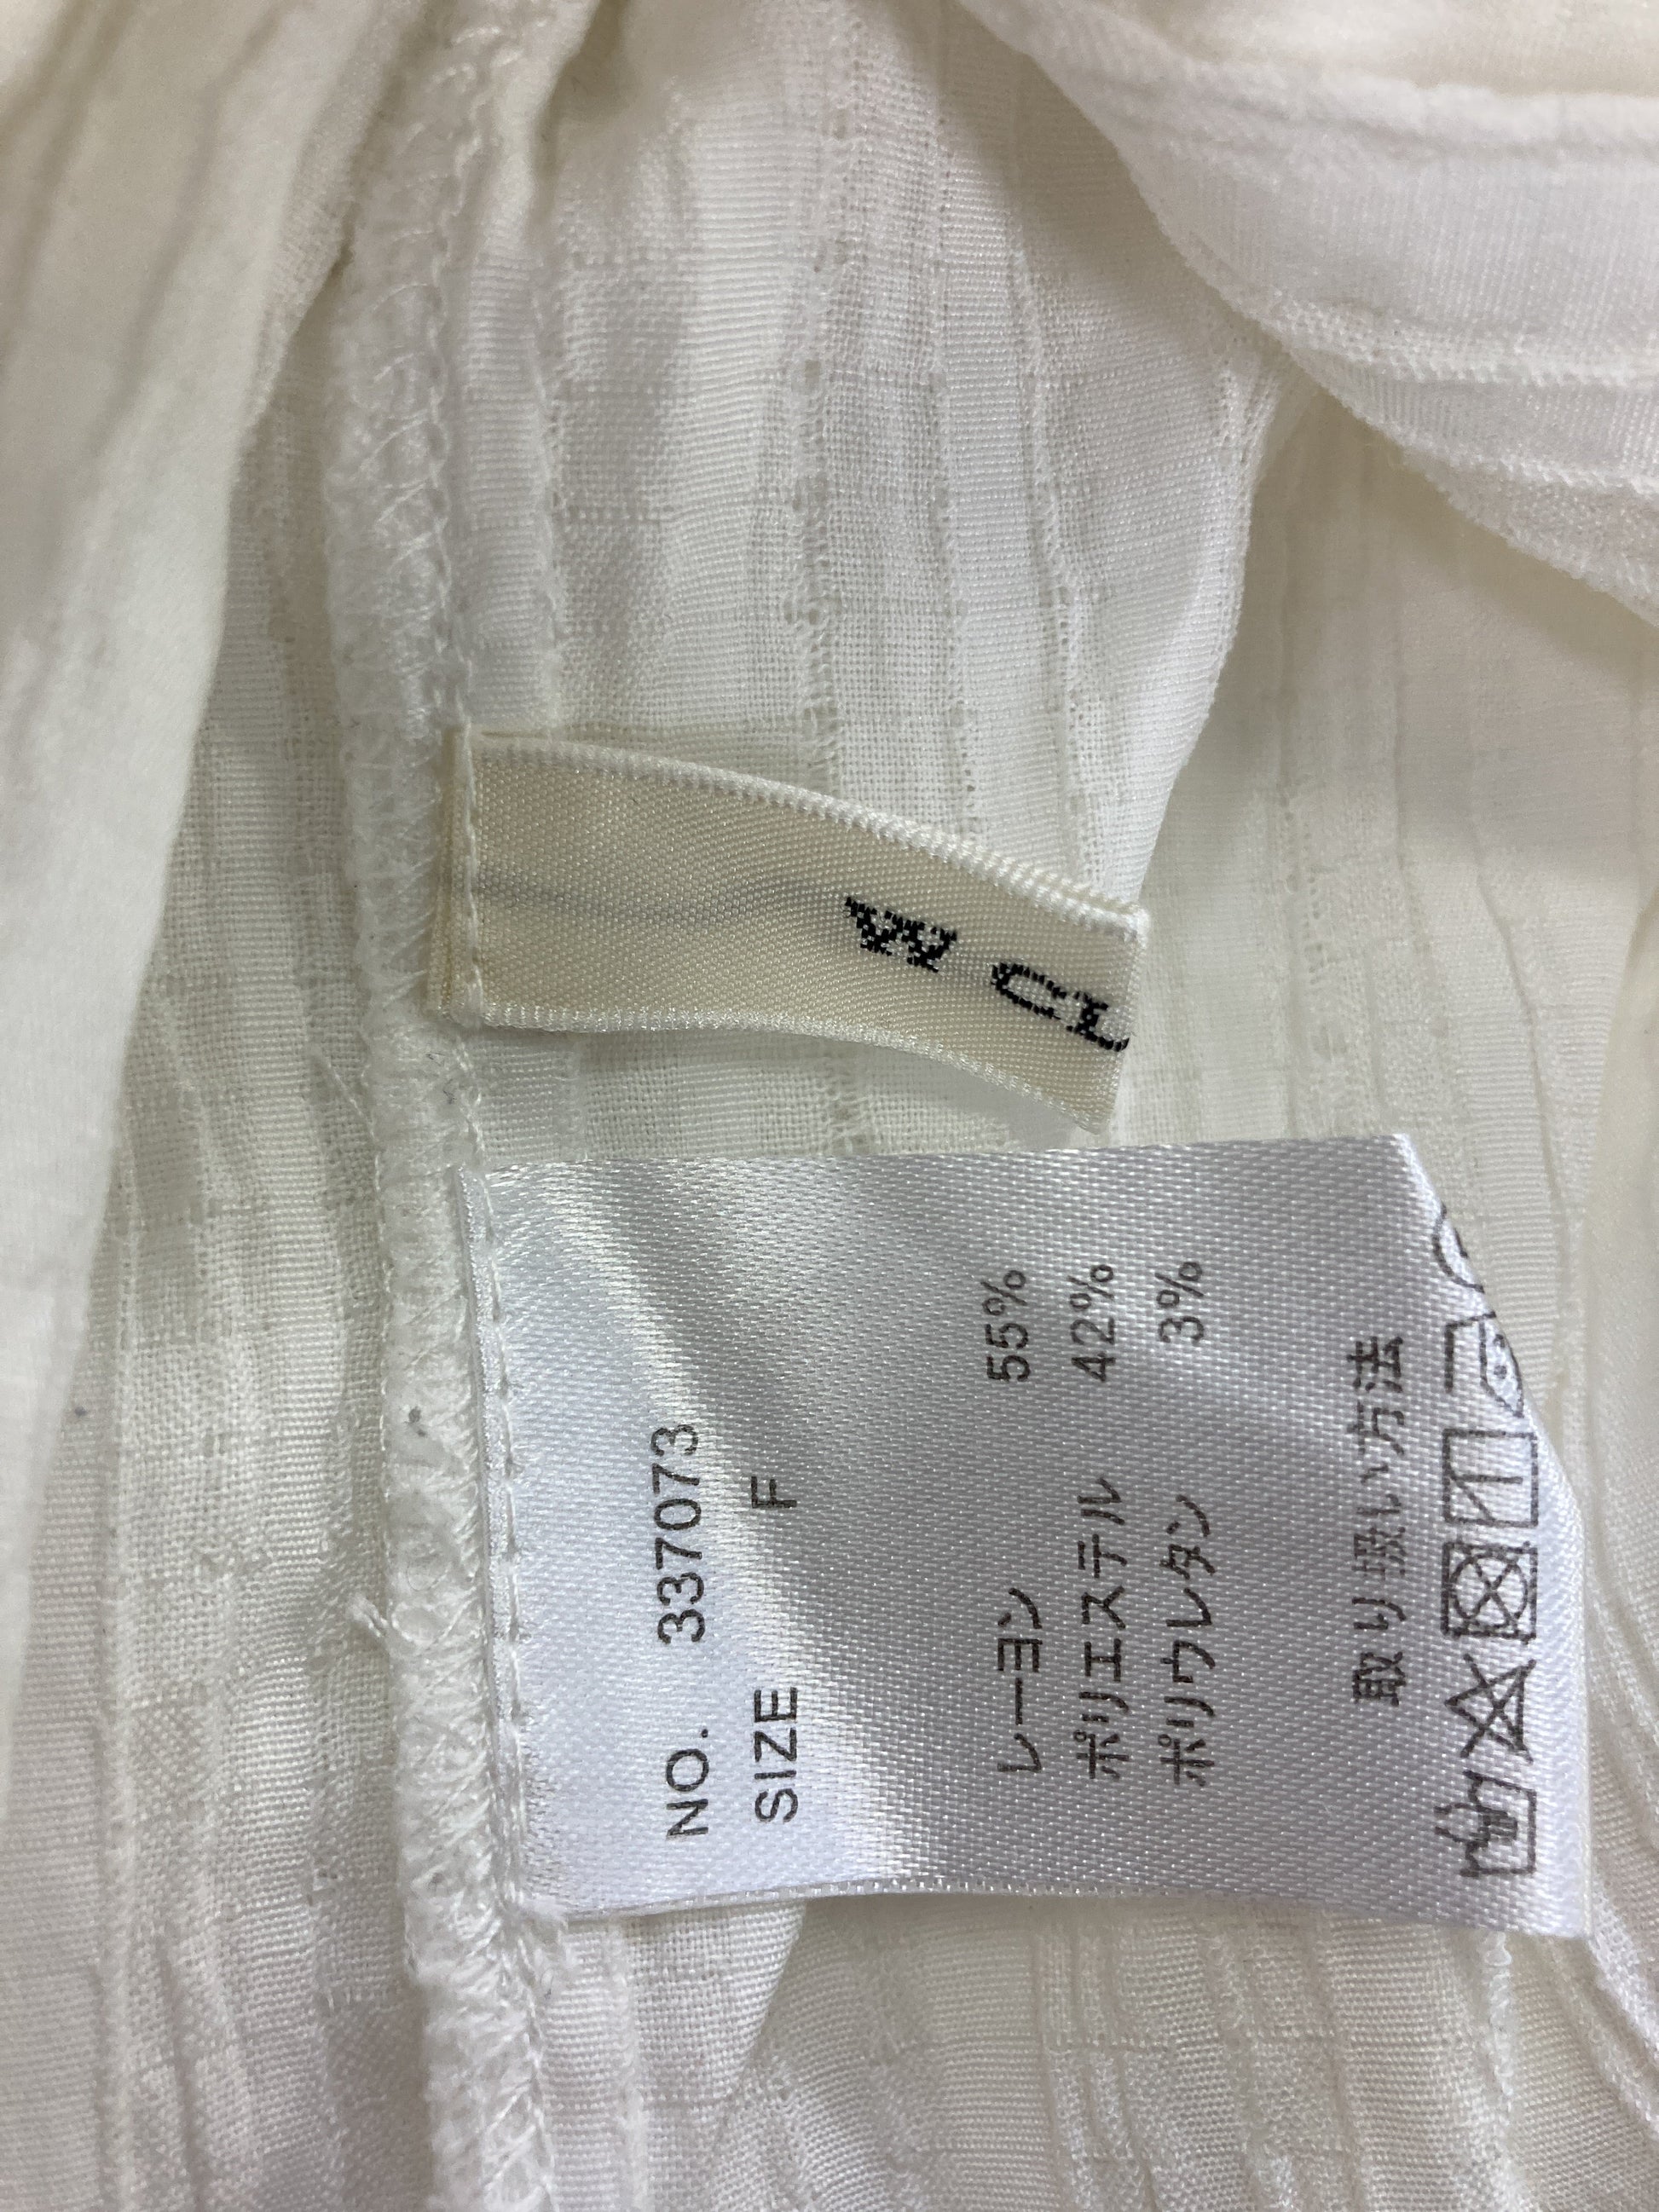 W CL
NO. 337073
SIZE F
レーヨン 55%
ポリエステル 42%
ポリウレタン 3%
取り扱い方法